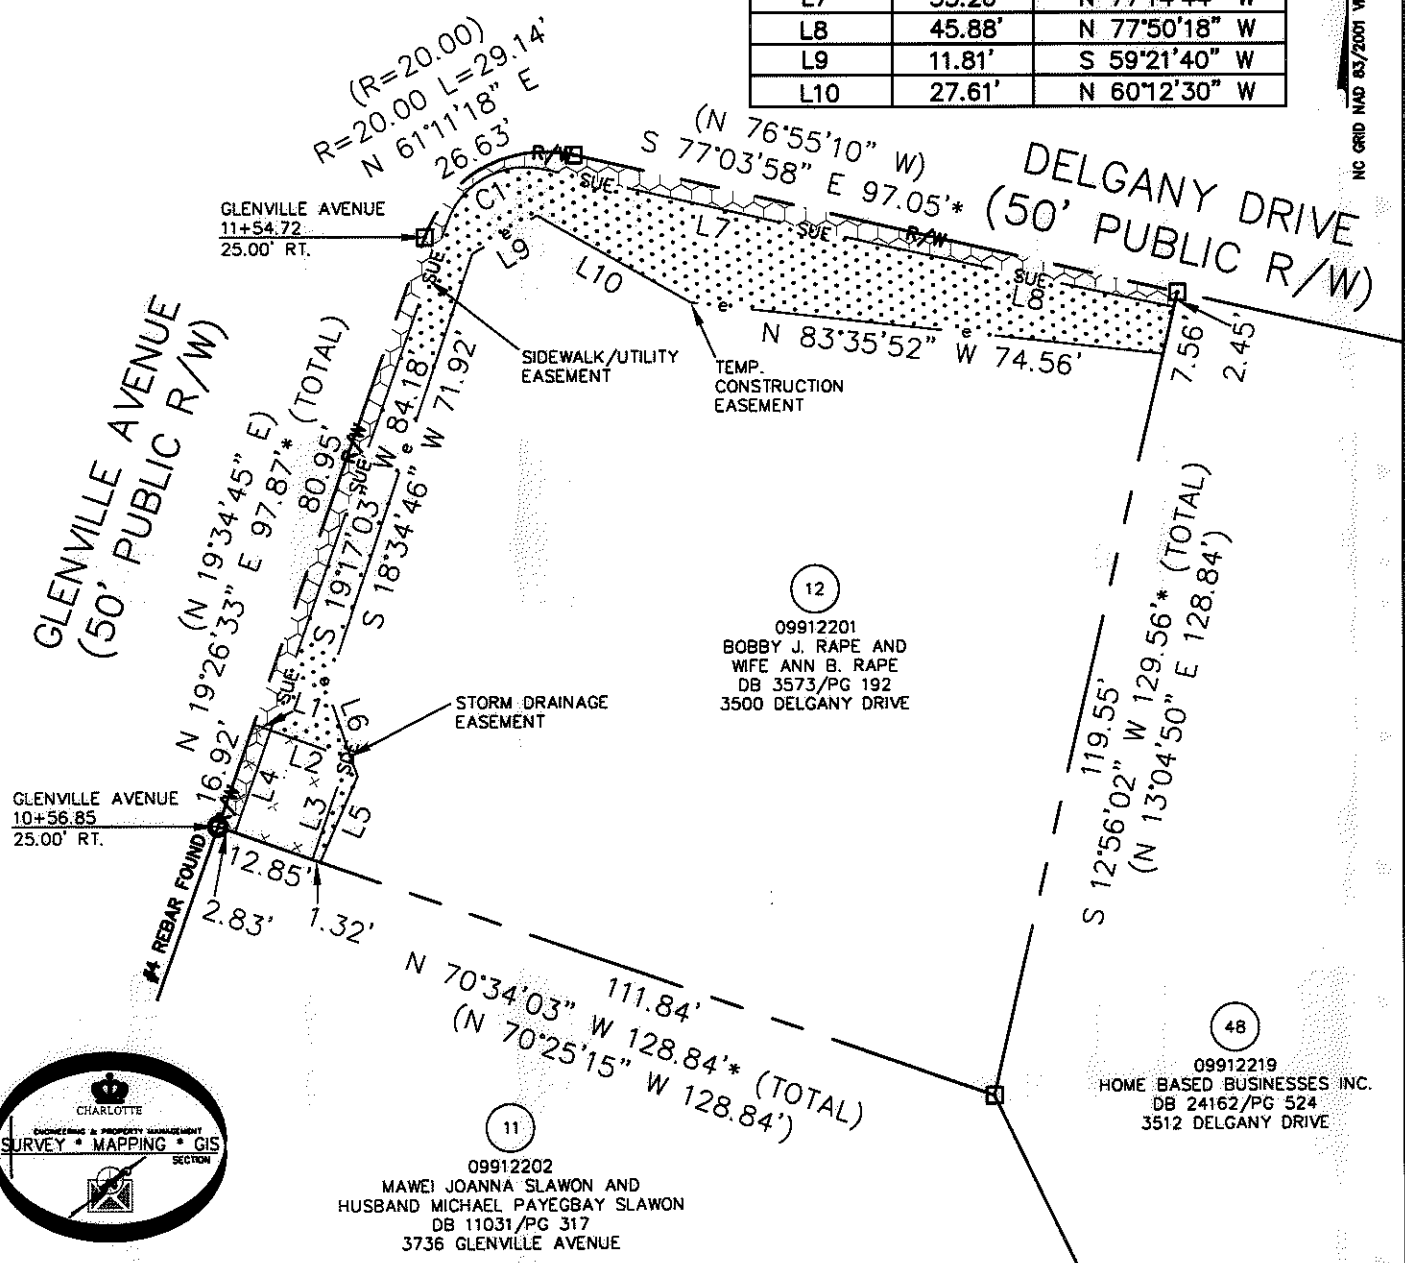 L8 45.88' N 77°50'18" W
L9 11.81' S 59°21'40" W
L10 27.61' N 60°12'30" W
NC GRID NAD 83/2001
(R=20.00)
R=20.00 L=29.14'
N 61°11'18" E
26.63'
R/W
(N 76°55'10" W)
S 77°03'58" E 97.05'*
DELGANY DRIVE
(50' PUBLIC R/W)
GLENVILLE AVENUE
11+54.72
25.00' RT.
C1
SUE
L7
SUE
R/W
SUE
L8
SUE
e
L9
L10
e
e
N 83°35'52" W 74.56'
7.56'
2.45'
SIDEWALK/UTILITY
EASEMENT
TEMP.
CONSTRUCTION
EASEMENT
GLENVILLE AVENUE
(50' PUBLIC R/W)
(N 19°34'45" E)
N 19°26'33" E 97.87'* (TOTAL)
80.95'
R/W
SUE
S 19°17'03" W 84.18'
e
S 18°34'46" W 71.92'
12
09912201
BOBBY J. RAPE AND
WIFE ANN B. RAPE
DB 3573/PG 192
3500 DELGANY DRIVE
S 12°56'02" W 129.56'* (TOTAL)
119.55'
(N 13°04'50" E 128.84')
SUE
L1
e
L6
STORM DRAINAGE
EASEMENT
L2
SDE
16.92'
L4
L3
L5
GLENVILLE AVENUE
10+56.85
25.00' RT.
R/W
#4 REBAR FOUND
12.85'
2.83'
1.32'
111.84'
N 70°34'03" W 128.84'* (TOTAL)
(N 70°25'15" W 128.84')
48
09912219
HOME BASED BUSINESSES INC.
DB 24162/PG 524
3512 DELGANY DRIVE
11
09912202
MAWEI JOANNA SLAWON AND
HUSBAND MICHAEL PAYEGBAY SLAWON
DB 11031/PG 317
3736 GLENVILLE AVENUE
CHARLOTTE
ENGINEERING & PROPERTY MANAGEMENT
SURVEY * MAPPING * GIS
SECTION